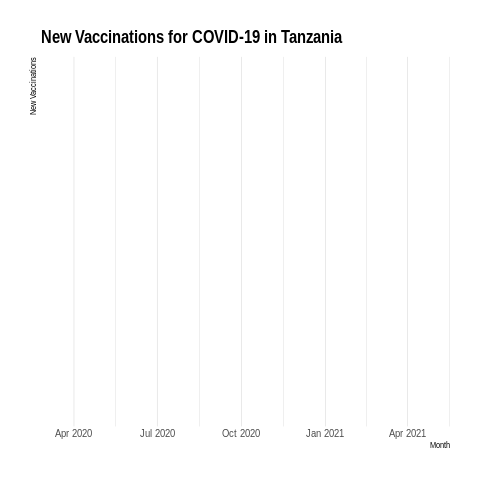 New Vaccinations for COVID-19 in Tanzania
New Vaccinations
Apr 2020
Jul 2020
Oct 2020
Jan 2021
Apr 2021
Month